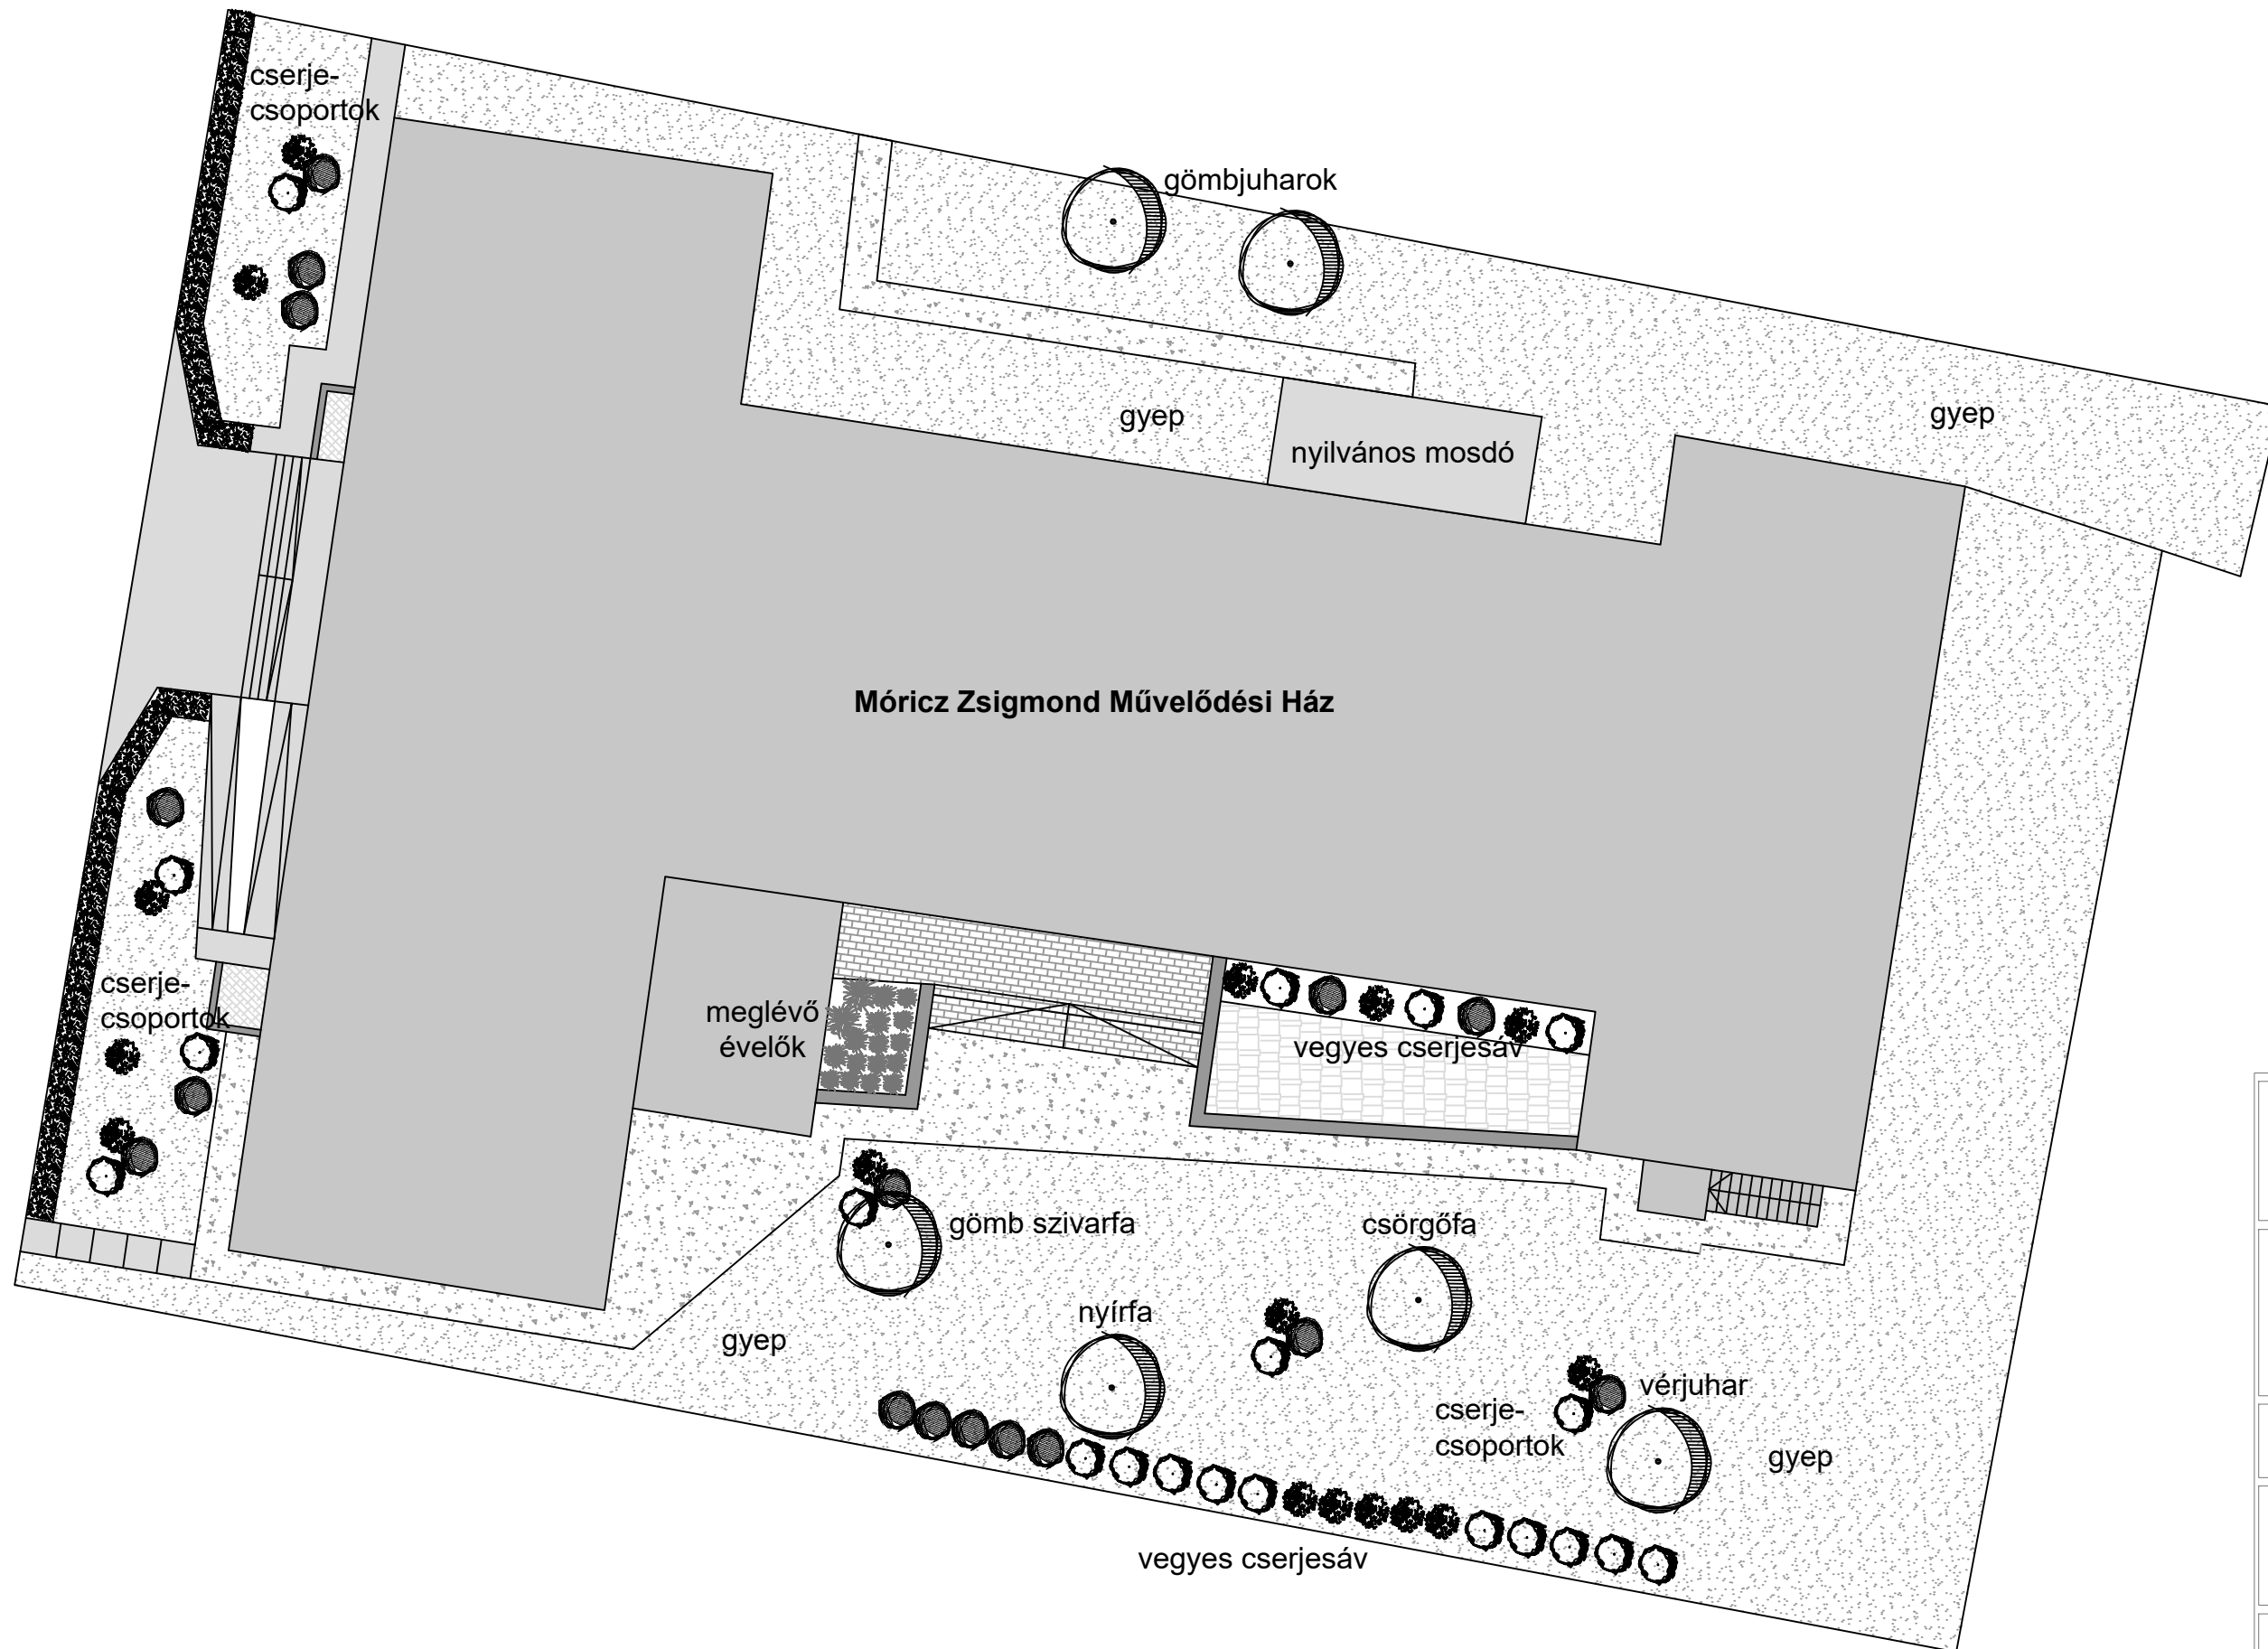 cserje-
csoportok
gömbjuharok
gyep
gyep
nyilvános mosdó
Móricz Zsigmond Művelődési Ház
cserje-
csoportok
meglévő
évelők
vegyes cserjesáv
gömb szivarfa
csörgőfa
nyírfa
gyep
vérjuhar
cserje-
csoportok
gyep
vegyes cserjesáv